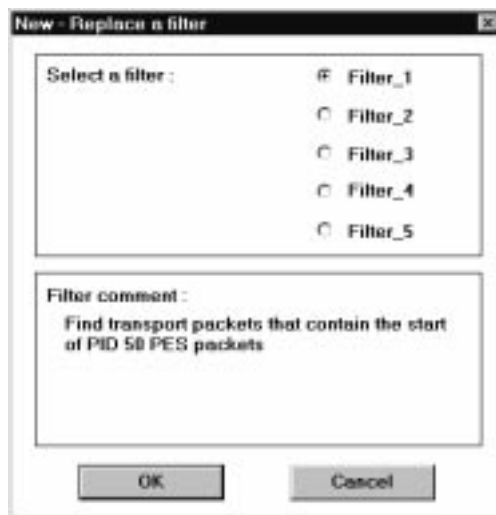 New - Replace a filter
Select a filter :
Filter_1
Filter_2
Filter_3
Filter_4
Filter_5
Filter comment :
Find transport packets that contain the start
of PID 50 PES packets
OK
Cancel